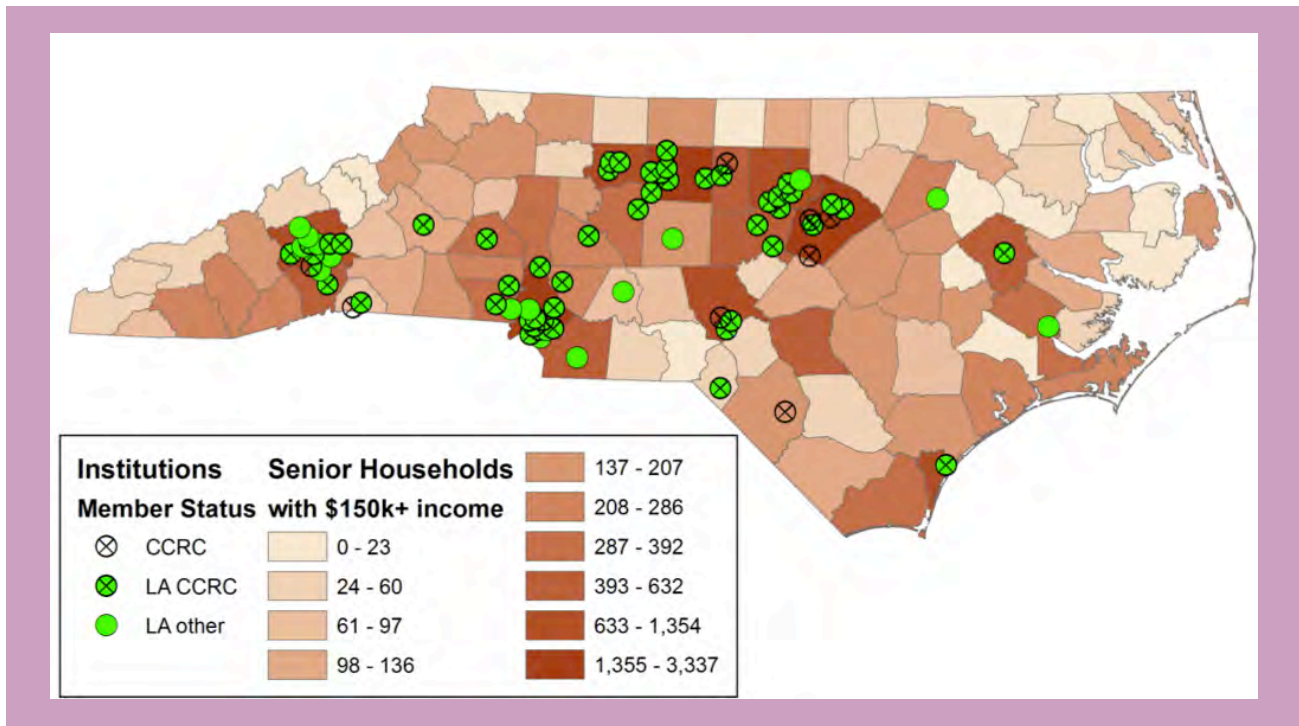 Institutions
Member Status
CCRC
LA CCRC
LA other
Senior Households
with $150k+ income
0 - 23
24 - 60
61 - 97
98 - 136
137 - 207
208 - 286
287 - 392
393 - 632
633 - 1,354
1,355 - 3,337